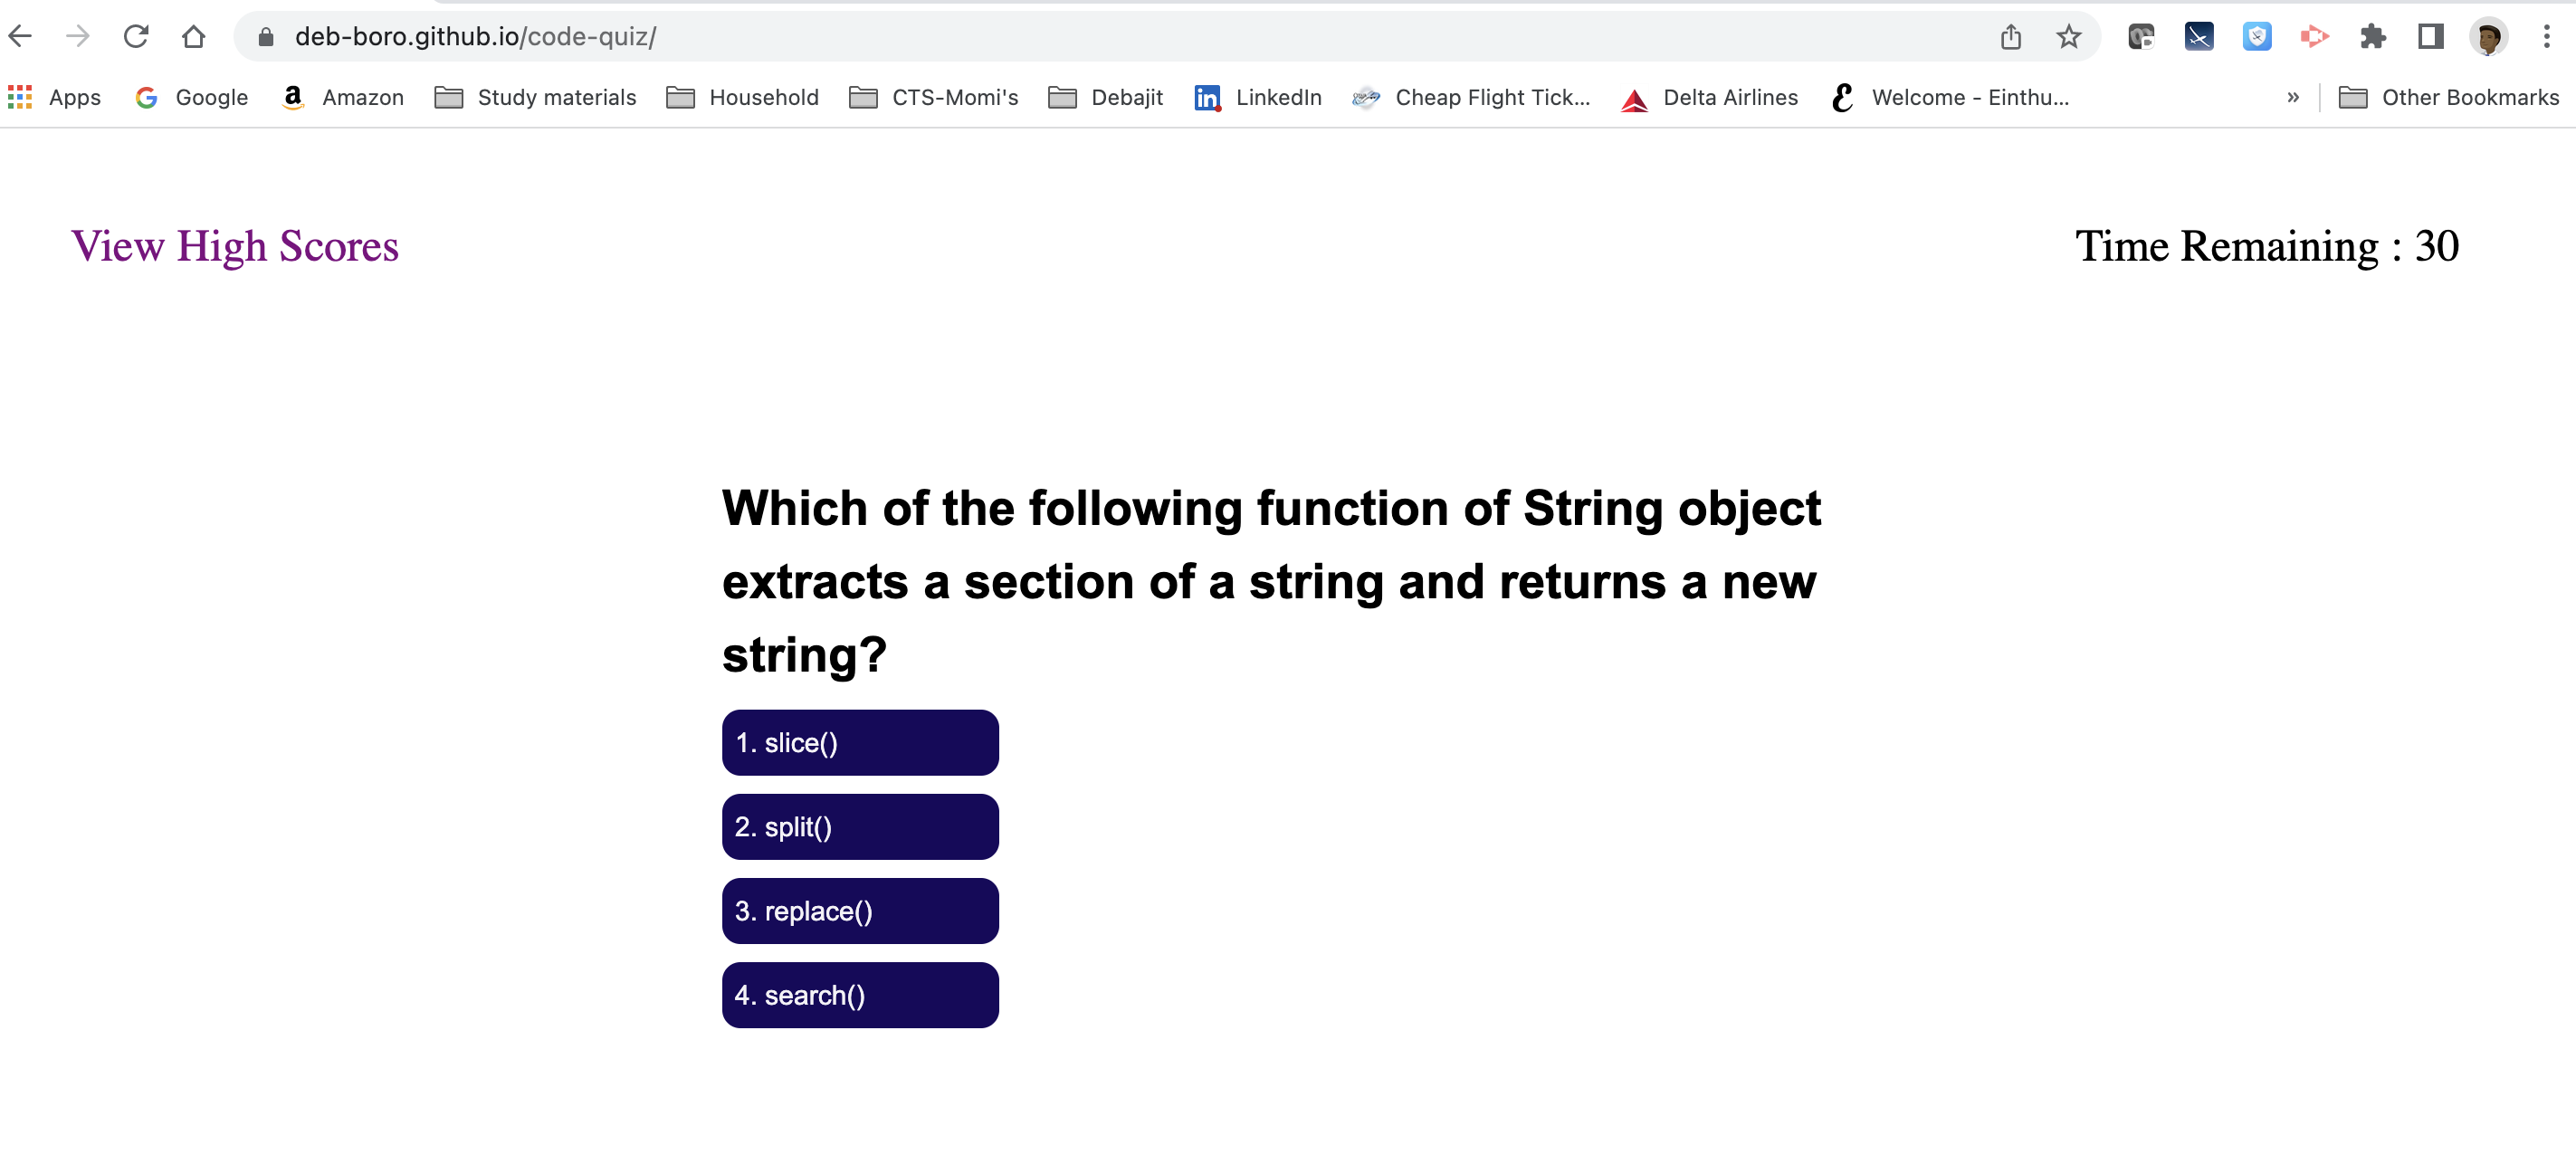 deb-boro.github.io/code-quiz/
Apps Google Amazon Study materials Household CTS-Momi's Debajit LinkedIn Cheap Flight Tick... Delta Airlines Welcome - Einthu... » Other Bookmarks
View High Scores Time Remaining : 30
Which of the following function of String object
extracts a section of a string and returns a new
string?
1. slice()
2. split()
3. replace()
4. search()